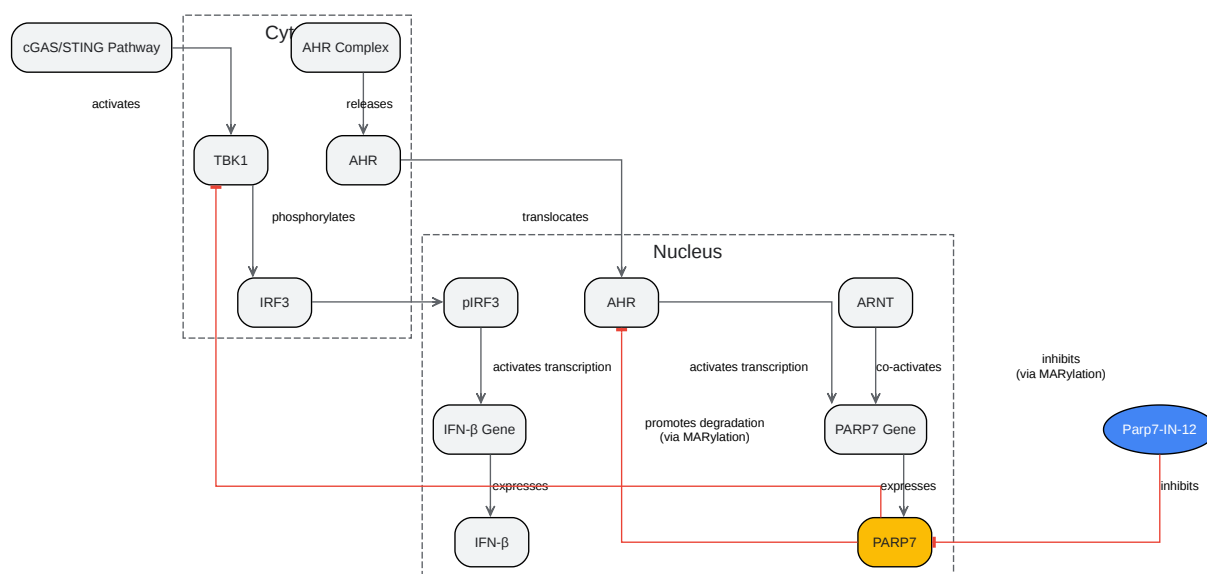 Cyt
cGAS/STING Pathway
AHR Complex
activates
releases
TBK1
AHR
phosphorylates
translocates
Nucleus
IRF3
pIRF3
AHR
ARNT
activates transcription
activates transcription
co-activates
inhibits
(via MARylation)
IFN-β Gene
promotes degradation
(via MARylation)
PARP7 Gene
Parp7-IN-12
expresses
expresses
inhibits
IFN-β
PARP7